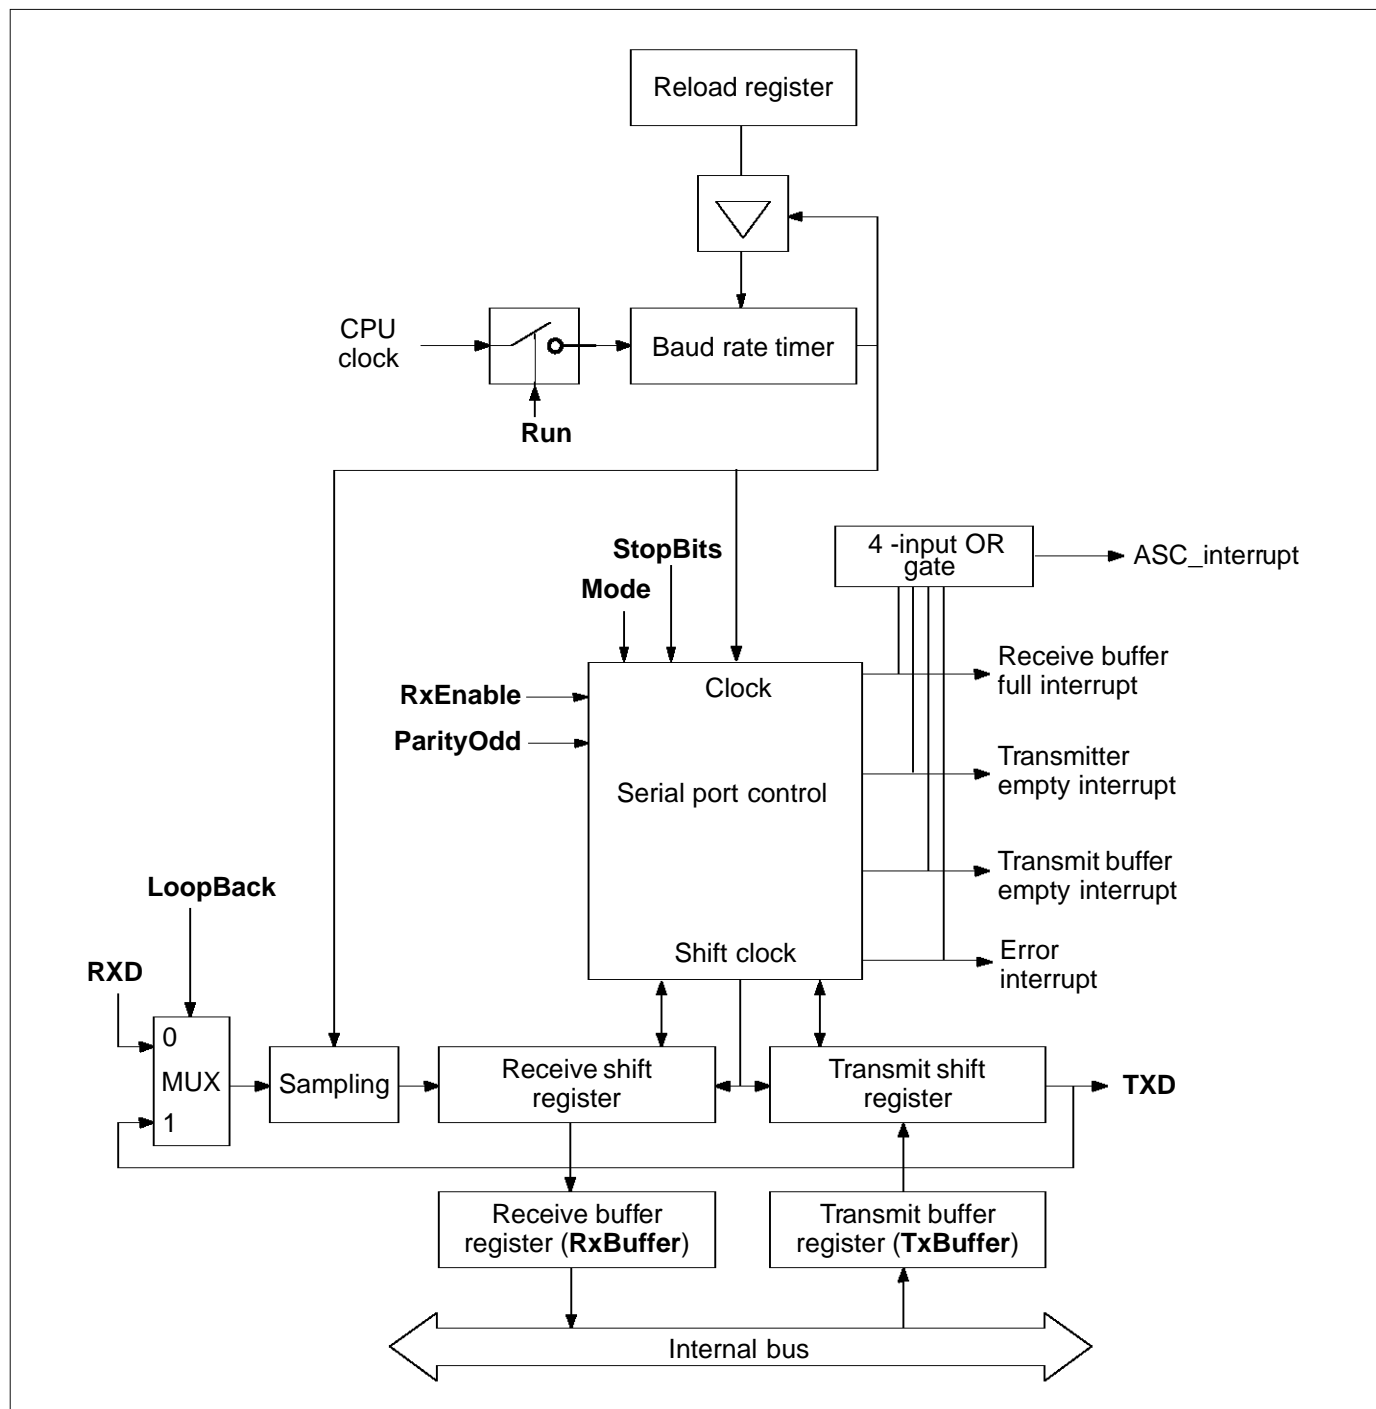 Reload register
CPU
clock
Baud rate timer
Run
StopBits
Mode
4 -input OR
gate
ASC_interrupt
Clock
Receive buffer
full interrupt
RxEnable
ParityOdd
Transmitter
empty interrupt
Serial port control
Transmit buffer
empty interrupt
LoopBack
Shift clock
Error
interrupt
RXD
0
MUX
1
Sampling
Receive shift
register
Transmit shift
register
TXD
Receive buffer
register (RxBuffer)
Transmit buffer
register (TxBuffer)
Internal bus